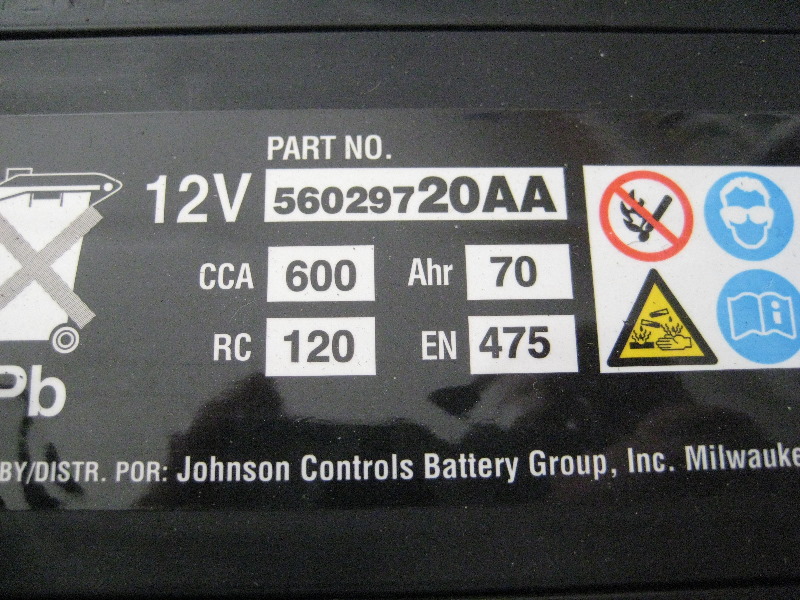 PART NO.
12V 5602972OAA
CCA 600 Ahr 70
RC 120 EN 475
Pb
BY/DISTR. POR: Johnson Controls Battery Group, Inc. Milwauke